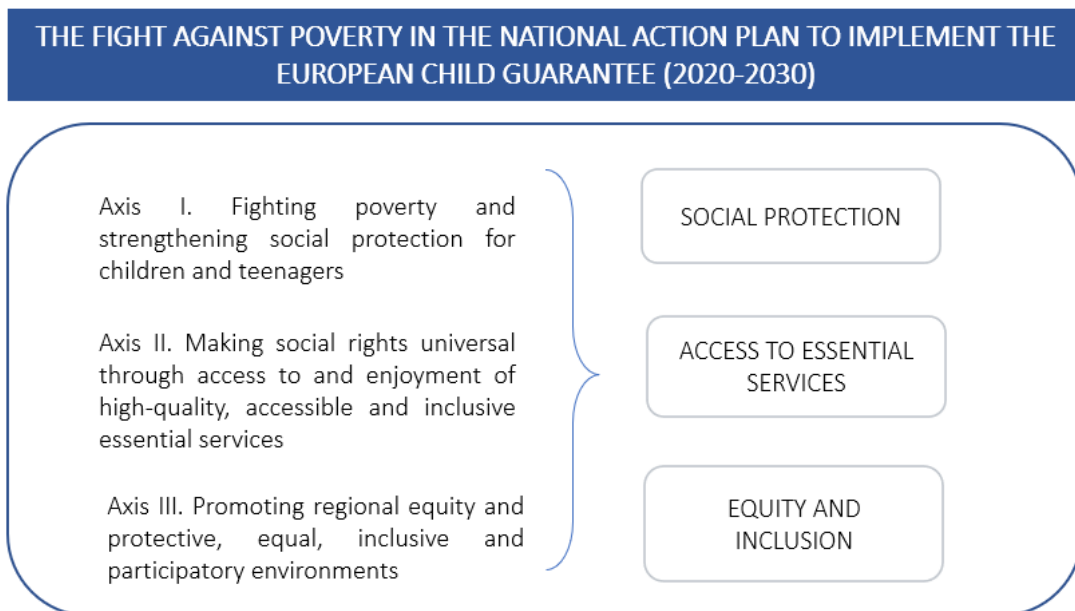 THE FIGHT AGAINST POVERTY IN THE NATIONAL ACTION PLAN TO IMPLEMENT THE
EUROPEAN CHILD GUARANTEE (2020-2030)
Axis I. Fighting poverty and
strengthening social protection for
children and teenagers
SOCIAL PROTECTION
Axis II. Making social rights universal
through access to and enjoyment of
high-quality, accessible and inclusive
essential services
ACCESS TO ESSENTIAL
SERVICES
Axis III. Promoting regional equity and
protective, equal, inclusive and
participatory environments
EQUITY AND
INCLUSION